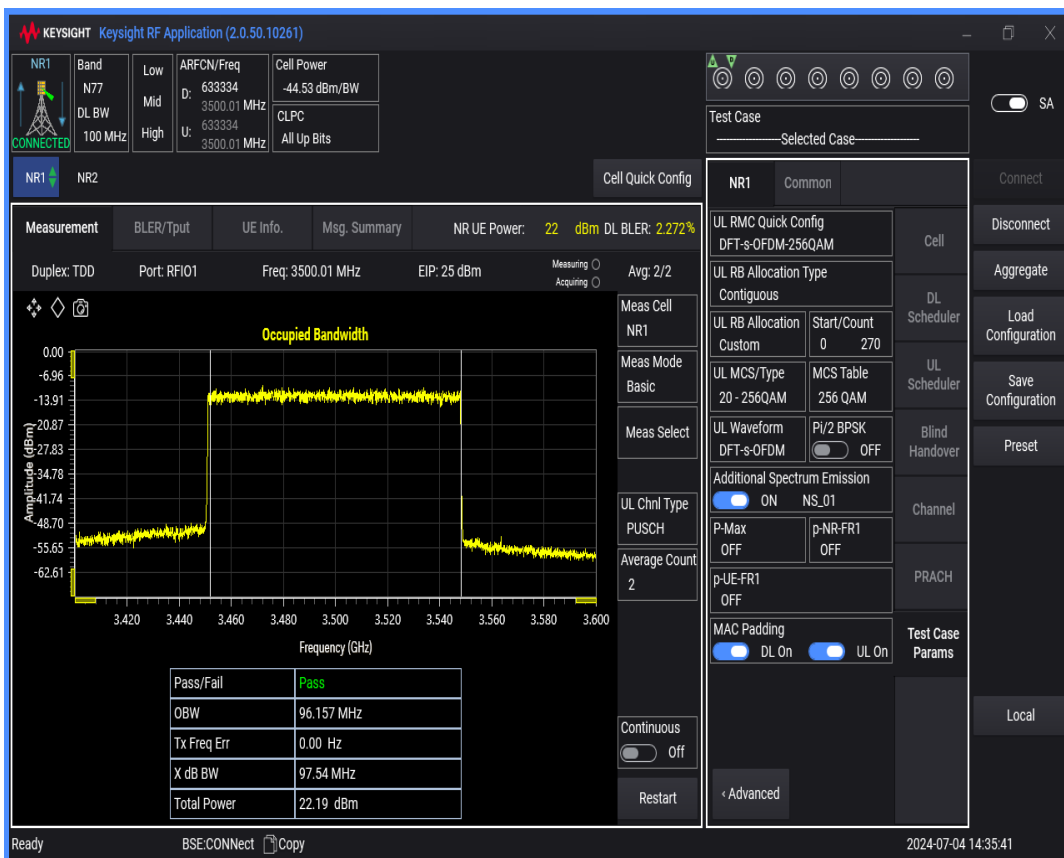 KEYSIGHT Keysight RF Application (2.0.50.10261)
NR1
CONNECTED
Band
N77
DL BW
100 MHz
Low
Mid
High
ARFCN/Freq
D: 633334
3500.01 MHz
U: 633334
3500.01 MHz
Cell Power
-44.53 dBm/BW
CLPC
All Up Bits
Test Case
Selected Case
SA
NR1 NR2 Cell Quick Config
Measurement BLER/Tput UE Info. Msg. Summary NR UE Power: 22 dBm DL BLER: 2.272%
Duplex: TDD Port: RFIO1 Freq: 3500.01 MHz EIP: 25 dBm Measuring Acquiring Avg: 2/2
Occupied Bandwidth
Amplitude (dBm)
0.00
-6.96
-13.91
-20.87
-27.83
-34.78
-41.74
-48.70
-55.65
-62.61
3.420 3.440 3.460 3.480 3.500 3.520 3.540 3.560 3.580 3.600
Frequency (GHz)
Pass/Fail Pass
OBW 96.157 MHz
Tx Freq Err 0.00 Hz
X dB BW 97.54 MHz
Total Power 22.19 dBm
Meas Cell
NR1
Meas Mode
Basic
Meas Select
UL Chnl Type
PUSCH
Average Count
2
Continuous
Off
Restart
NR1 Common
UL RMC Quick Config
DFT-s-OFDM-256QAM
UL RB Allocation Type
Contiguous
UL RB Allocation
Custom
Start/Count
0 270
UL MCS/Type
20 - 256QAM
MCS Table
256 QAM
UL Waveform
DFT-s-OFDM
Pi/2 BPSK
OFF
Additional Spectrum Emission
ON NS_01
P-Max
OFF
p-NR-FR1
OFF
p-UE-FR1
OFF
MAC Padding
DL On UL On
‹ Advanced
Cell
DL
Scheduler
UL
Scheduler
Blind
Handover
Channel
PRACH
Test Case
Params
Connect
Disconnect
Aggregate
Load
Configuration
Save
Configuration
Preset
Local
Ready BSE:CONNect Copy 2024-07-04 14:35:41